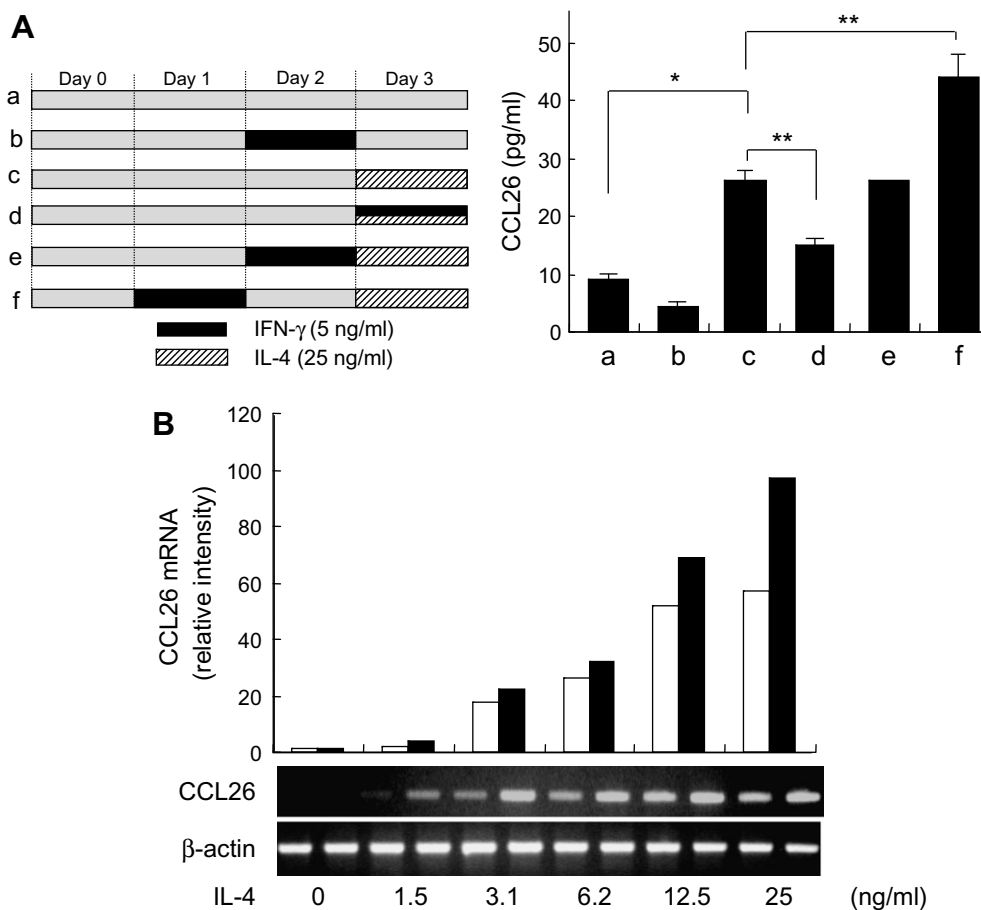 A
Day 0 Day 1 Day 2 Day 3
a
b
c
d
e
f
IFN-γ (5 ng/ml)
IL-4 (25 ng/ml)
CCL26 (pg/ml)
50
40
30
20
10
0
*
**
**
a b c d e f
B
CCL26 mRNA
(relative intensity)
120
100
80
60
40
20
0
CCL26
β-actin
IL-4 0 1.5 3.1 6.2 12.5 25 (ng/ml)